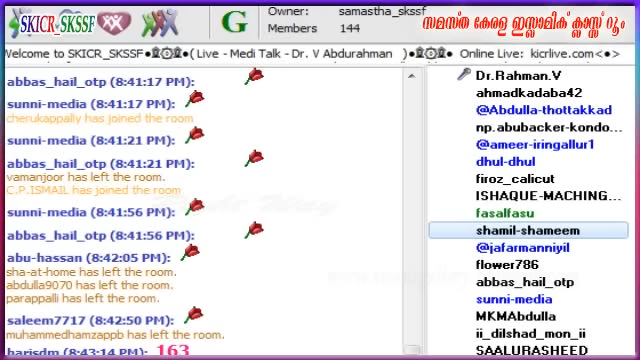 SKICR_SKSSF
G
Owner: samastha_skssf
Members 144
സമസ്ത കേരള ഇസ്ലാമിക് ക്ലാസ്സ് റൂം
Welcome to SKICR_SKSSF ( Live - Medi Talk - Dr. V Abdurahman ) Online Live: kicrlive.com <>
abbas_hail_otp (8:41:17 PM):
sunni-media (8:41:17 PM):
cherukappally has joined the room
sunni-media (8:41:21 PM):
abbas_hail_otp (8:41:21 PM):
vamanjoor has left the room.
C.P.ISMAIL has joined the room
sunni-media (8:41:56 PM):
abbas_hail_otp (8:41:56 PM):
abu-hassan (8:42:05 PM):
sha-at-home has left the room.
abdulla9070 has left the room.
parappalli has left the room.
saleem7717 (8:42:50 PM):
muhammedhamzappb has left the room.
harisdm (8:43:14 PM): 163
Dr.Rahman.V
ahmadkadaba42
@Abdulla-thottakkad
np.abubacker-kondo...
@ameer-iringallur1
dhul-dhul
firoz_calicut
ISHAQUE-MACHING...
fasalfasu
shamil-shameem
@jafarmanniyil
flower786
abbas_hail_otp
sunni-media
MKMAbdulla
ii_dilshad_mon_ii
SAALURASHEED